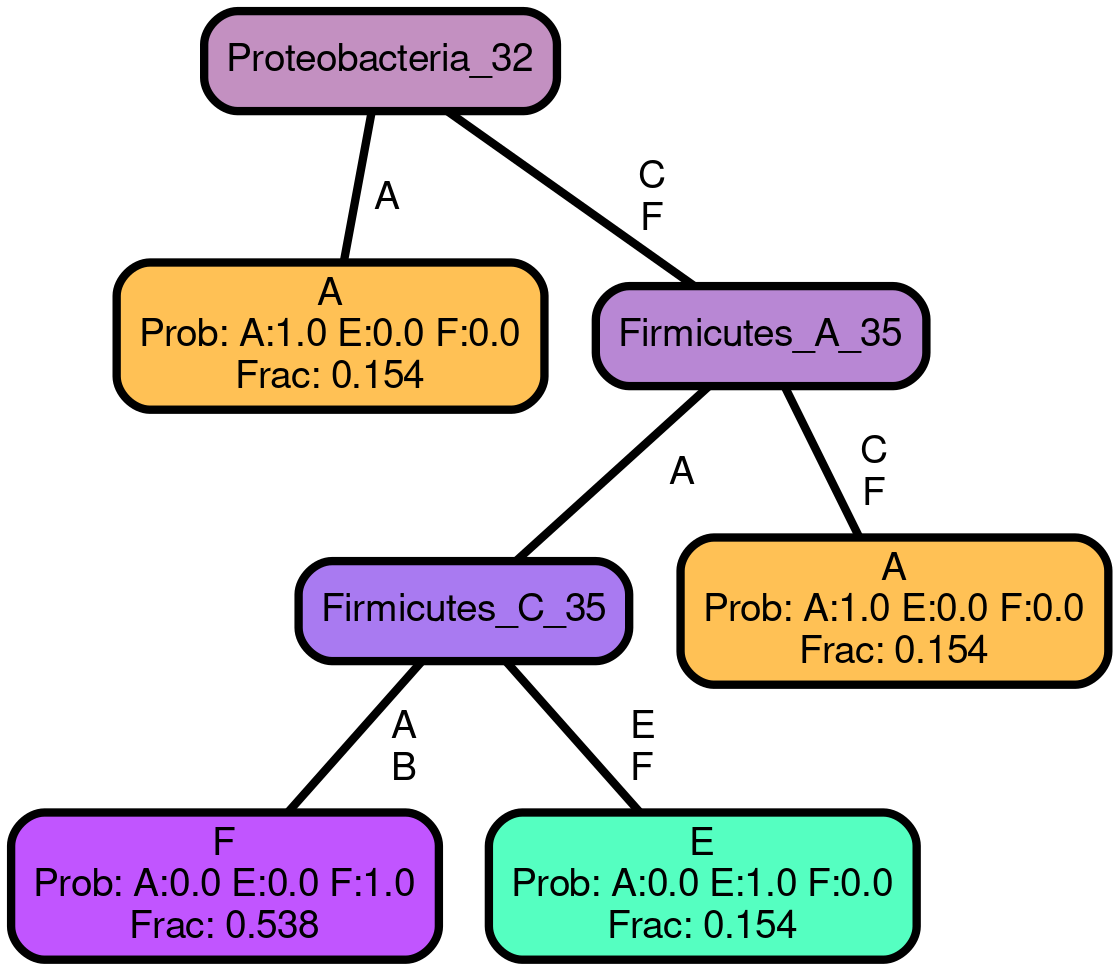 Proteobacteria_32
A
C
F
A
Prob: A:1.0 E:0.0 F:0.0
Frac: 0.154
Firmicutes_A_35
A
C
F
Firmicutes_C_35
A
Prob: A:1.0 E:0.0 F:0.0
Frac: 0.154
A
B
E
F
F
Prob: A:0.0 E:0.0 F:1.0
Frac: 0.538
E
Prob: A:0.0 E:1.0 F:0.0
Frac: 0.154